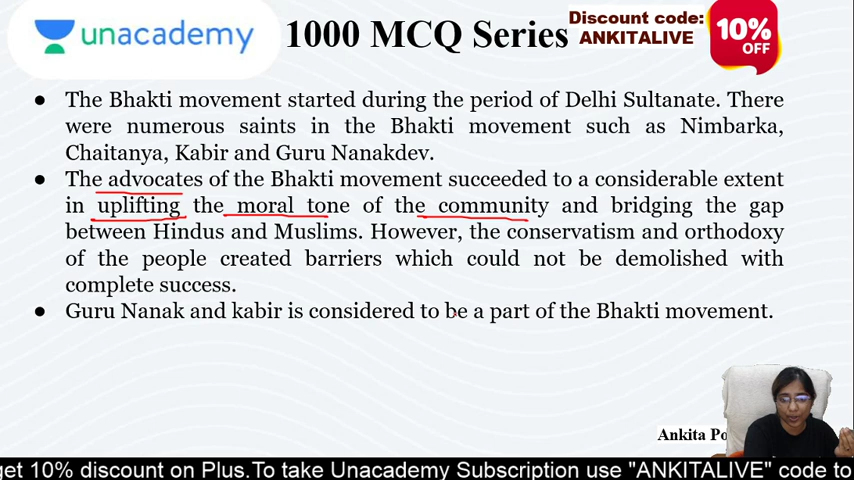 unacademy
1000 MCQ Series
Discount code:
ANKITALIVE
10%
OFF
● The Bhakti movement started during the period of Delhi Sultanate. There
were numerous saints in the Bhakti movement such as Nimbarka,
Chaitanya, Kabir and Guru Nanakdev.
● The advocates of the Bhakti movement succeeded to a considerable extent
in uplifting the moral tone of the community and bridging the gap
between Hindus and Muslims. However, the conservatism and orthodoxy
of the people created barriers which could not be demolished with
complete success.
● Guru Nanak and kabir is considered to be a part of the Bhakti movement.
Ankita
get 10% discount on Plus.To take Unacademy Subscription use "ANKITALIVE" code to